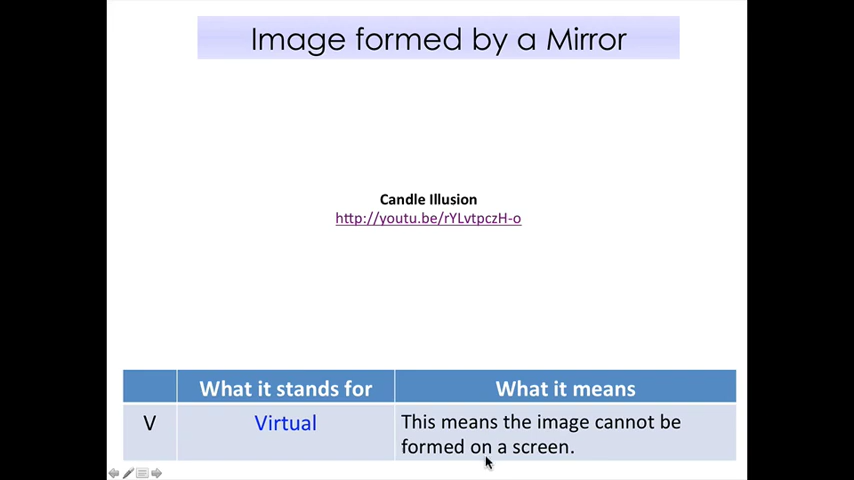 Image formed by a Mirror
Candle Illusion
http://youtu.be/rYLvtpczH-o
What it stands for
What it means
V
Virtual
This means the image cannot be
formed on a screen.